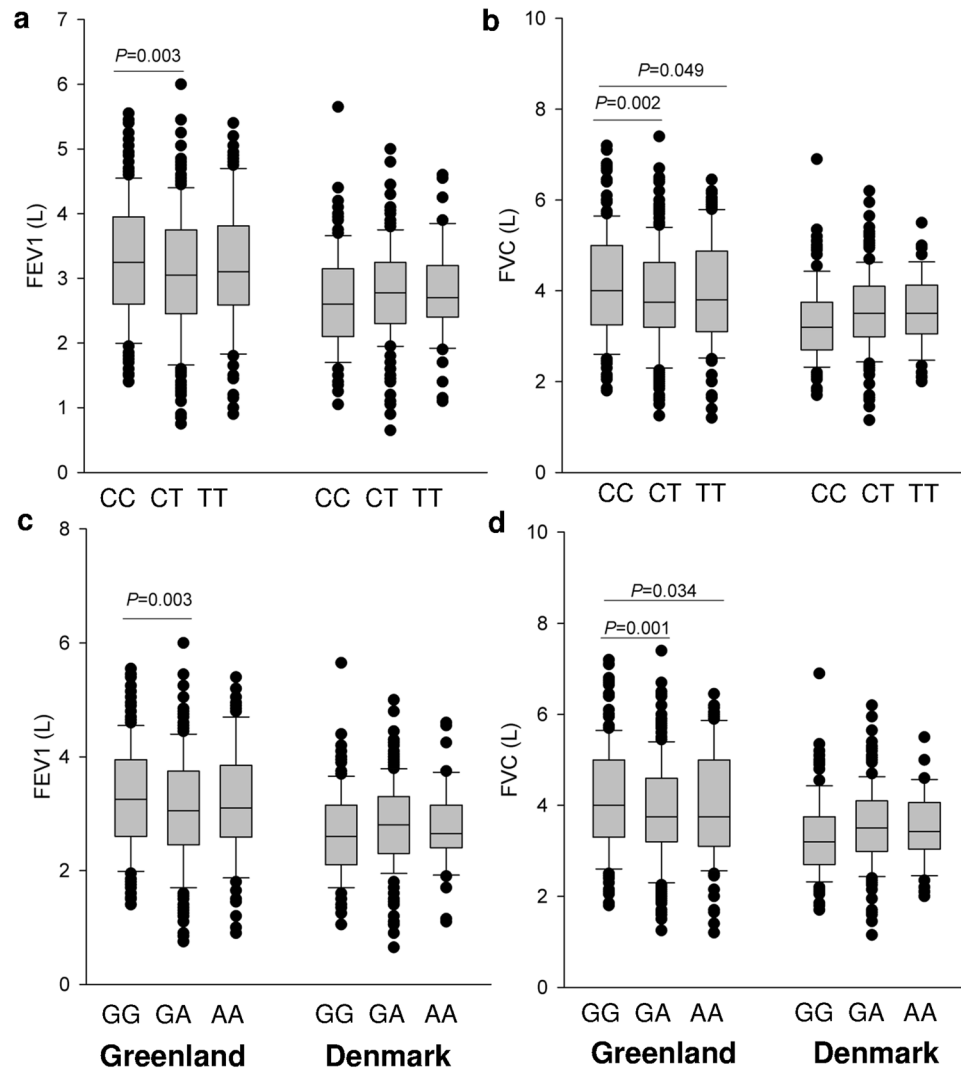 a
7
6
5
4
3
2
1
0
FEV1 (L)
P=0.003
CC CT TT
CC CT TT
b
10
8
6
4
2
0
FVC (L)
P=0.049
P=0.002
CC CT TT
CC CT TT
c
8
6
4
2
0
FEV1 (L)
P=0.003
GG GA AA
GG GA AA
Greenland Denmark
d
10
8
6
4
2
0
FVC (L)
P=0.034
P=0.001
GG GA AA
GG GA AA
Greenland Denmark